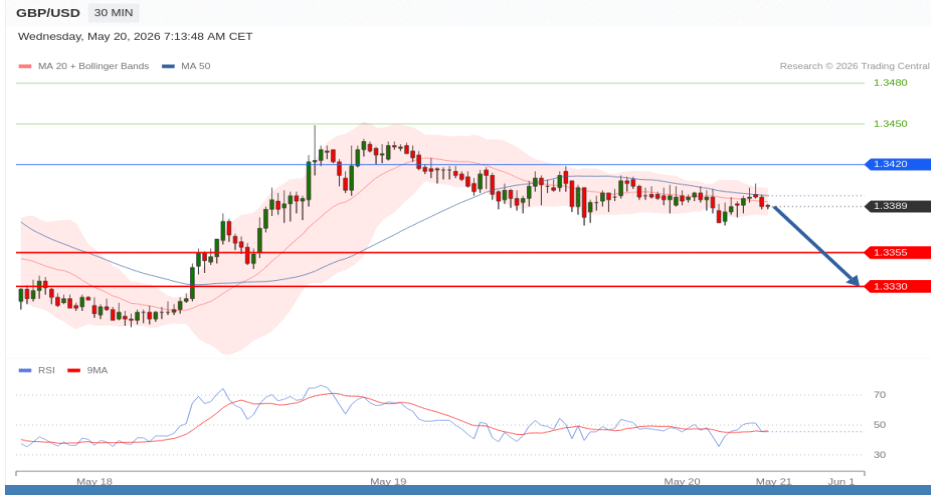 GBP/USD 30 MIN
Wednesday, May 20, 2026 7:13:48 AM CET
MA 20 + Bollinger Bands MA 50 Research © 2026 Trading Central
1.3480
1.3450
1.3420
1.3389
1.3355
1.3330
RSI 9MA
70
50
30
May 18 May 19 May 20 May 21 Jun 1